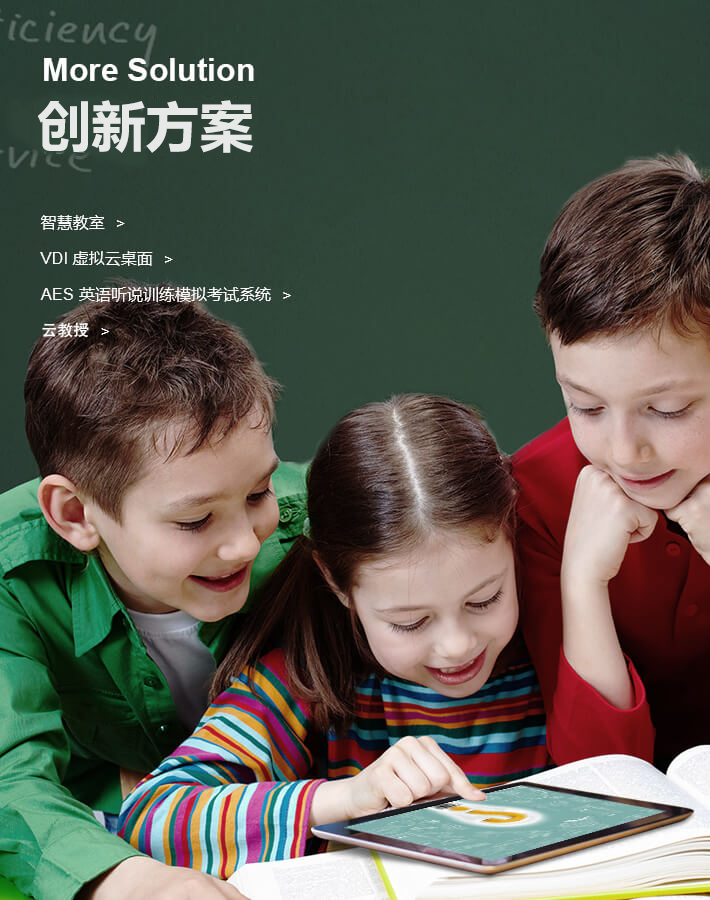 ficiency
More Solution
创新方案
rvice
智慧教室 >
VDI 虚拟云桌面 >
AES 英语听说训练模拟考试系统 >
云教授 >